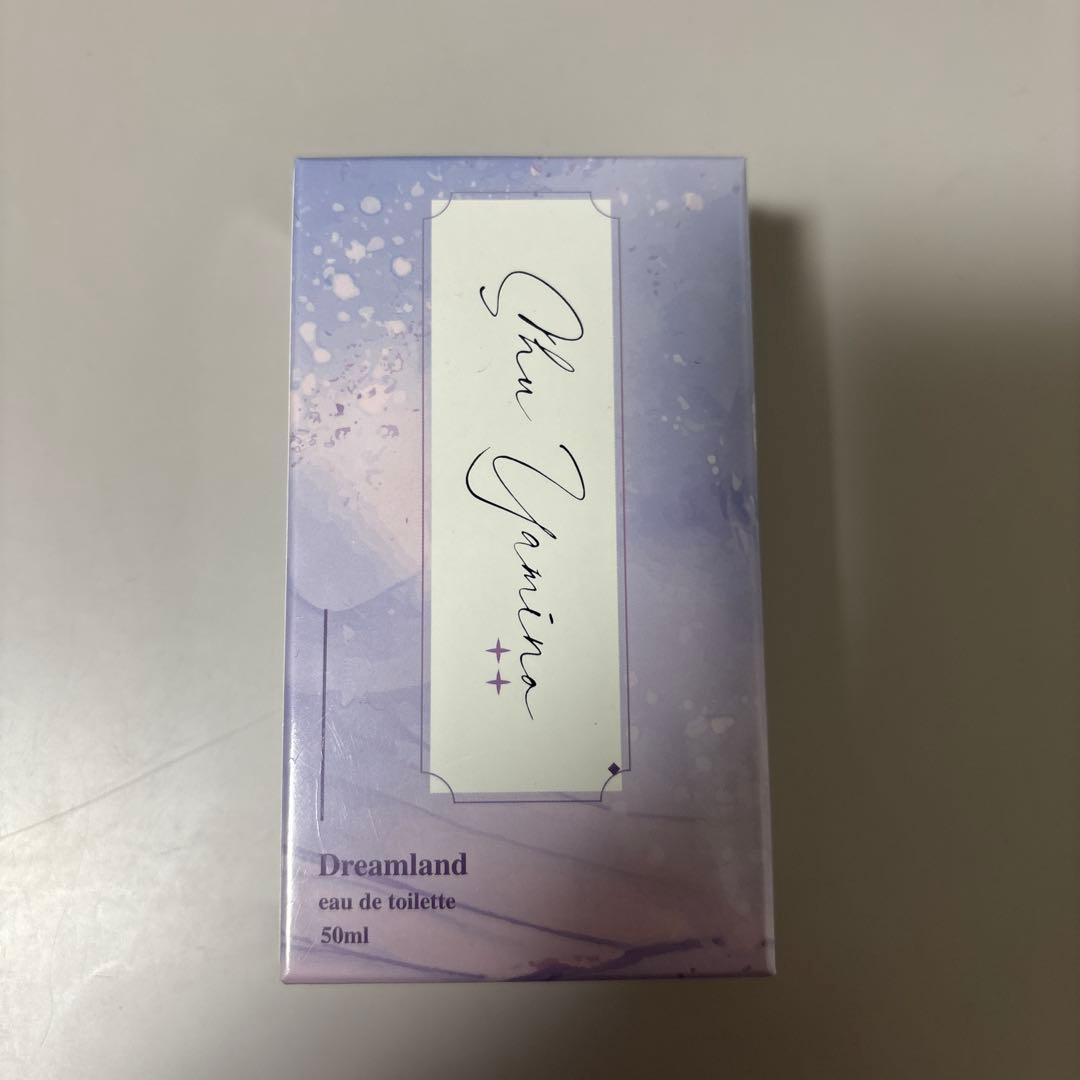 Shu Yamino
Dreamland
eau de toilette
50ml